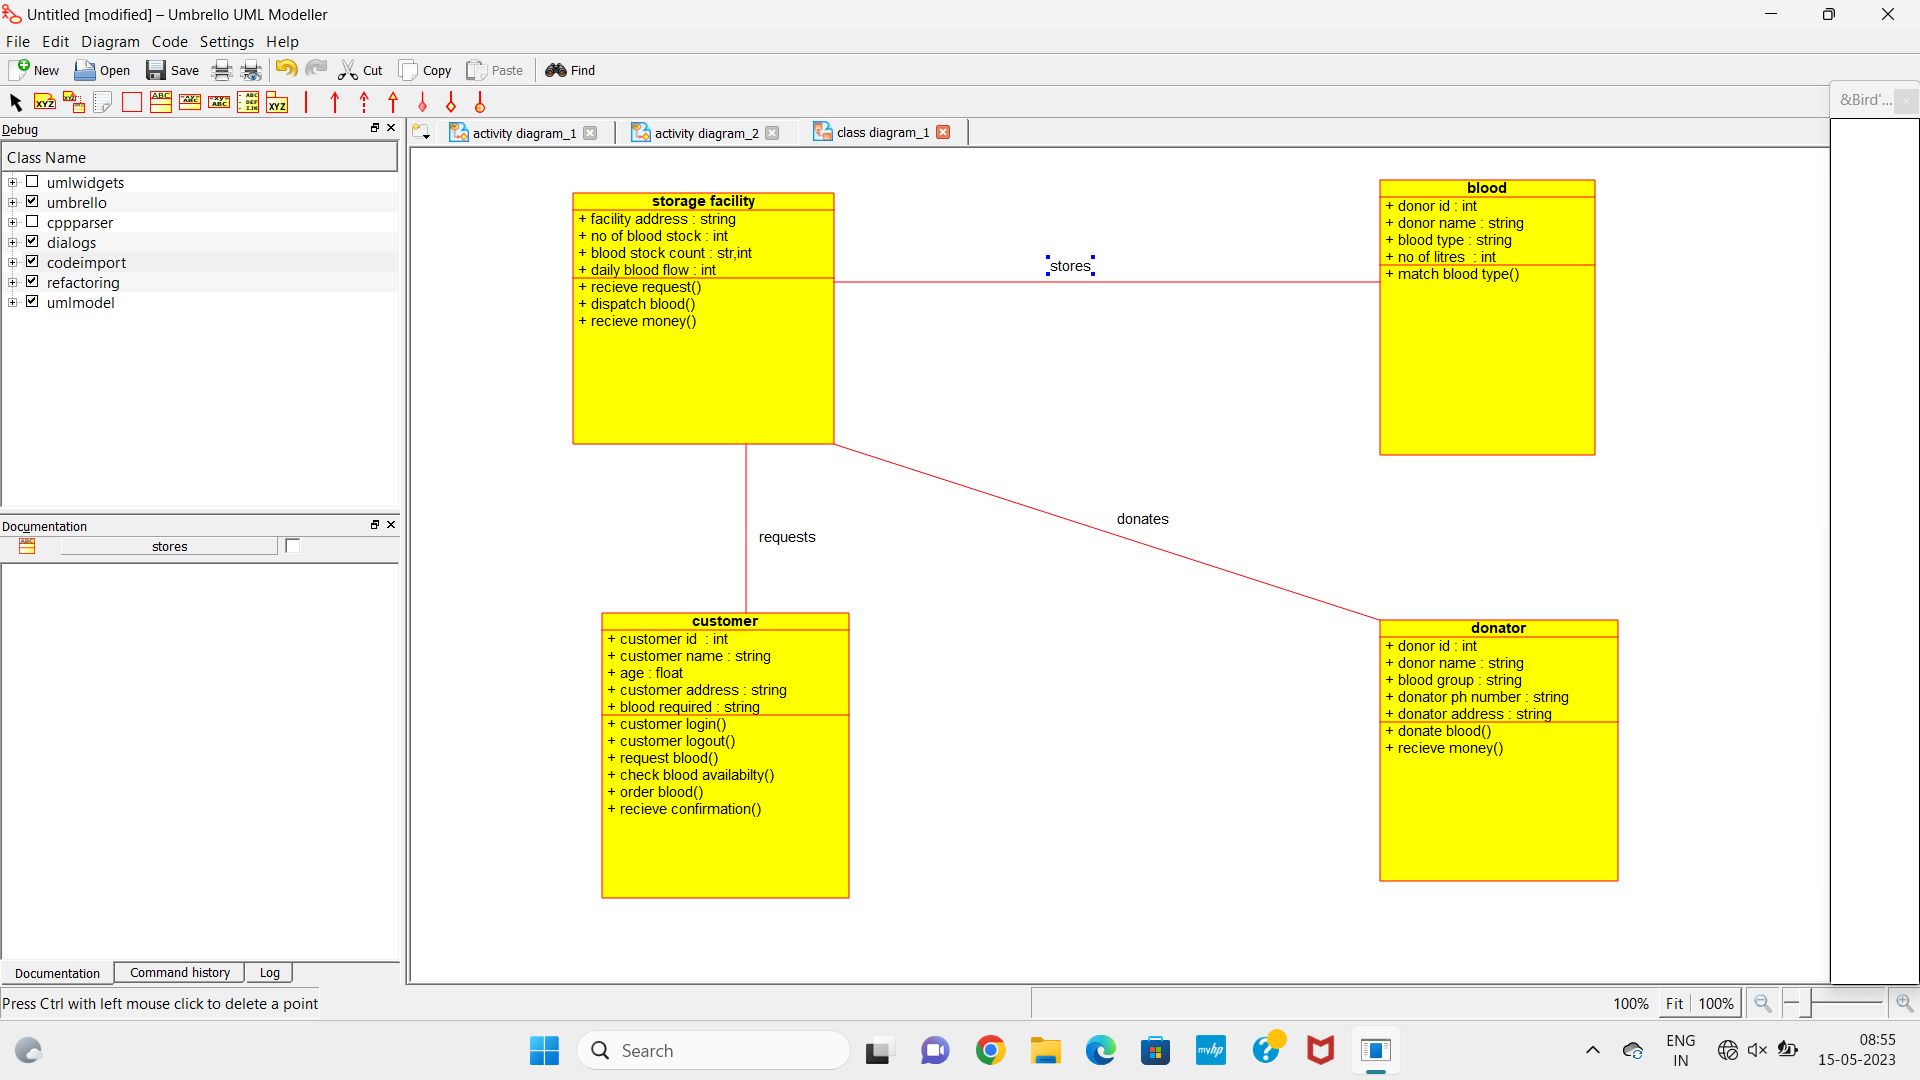 Untitled [modified] – Umbrello UML Modeller
File Edit Diagram Code Settings Help
New Open Save Cut Copy Paste Find
XYZ ABC XYZ
&Bird'...
Debug
activity diagram_1 activity diagram_2 class diagram_1
Class Name
umlwidgets
umbrello
cppparser
dialogs
codeimport
refactoring
umlmodel
storage facility
+ facility address : string
+ no of blood stock : int
+ blood stock count : str,int
+ daily blood flow : int
+ recieve request()
+ dispatch blood()
+ recieve money()
stores
blood
+ donor id : int
+ donor name : string
+ blood type : string
+ no of litres : int
+ match blood type()
requests
donates
customer
+ customer id : int
+ customer name : string
+ age : float
+ customer address : string
+ blood required : string
+ customer login()
+ customer logout()
+ request blood()
+ check blood availabilty()
+ order blood()
+ recieve confirmation()
donator
+ donor id : int
+ donor name : string
+ blood group : string
+ donator ph number : string
+ donator address : string
+ donate blood()
+ recieve money()
Documentation
stores
Documentation Command history Log
Press Ctrl with left mouse click to delete a point
100% Fit 100%
Search
myhp
ENG
IN
08:55
15-05-2023